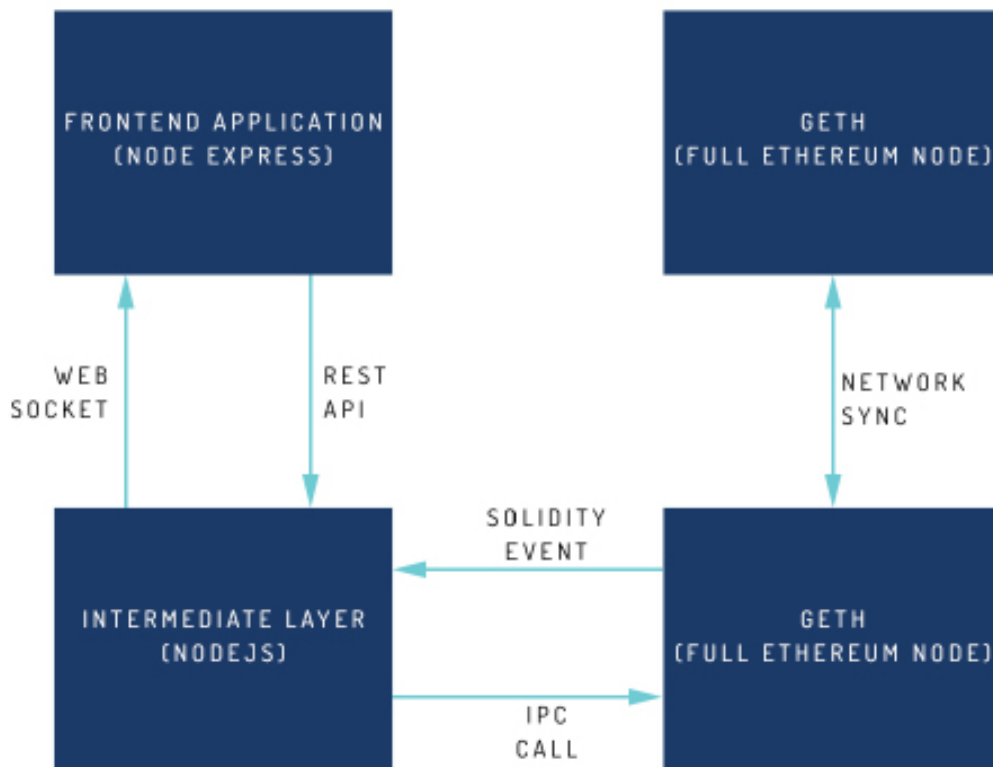 FRONTEND APPLICATION
(NODE EXPRESS)
GETH
(FULL ETHEREUM NODE)
WEB
SOCKET
REST
API
NETWORK
SYNC
SOLIDITY
EVENT
INTERMEDIATE LAYER
(NODEJS)
GETH
(FULL ETHEREUM NODE)
IPC
CALL